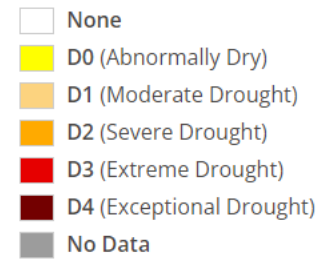 None
D0 (Abnormally Dry)
D1 (Moderate Drought)
D2 (Severe Drought)
D3 (Extreme Drought)
D4 (Exceptional Drought)
No Data